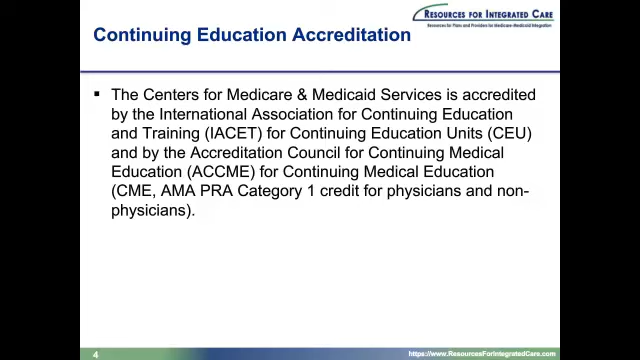 RESOURCES FOR INTEGRATED CARE
Resources for Plans and Providers for Medicare-Medicaid Integration
Continuing Education Accreditation
▪ The Centers for Medicare & Medicaid Services is accredited
by the International Association for Continuing Education
and Training (IACET) for Continuing Education Units (CEU)
and by the Accreditation Council for Continuing Medical
Education (ACCME) for Continuing Medical Education
(CME, AMA PRA Category 1 credit for physicians and non-
physicians).
4
https://www.ResourcesForIntegratedCare.com